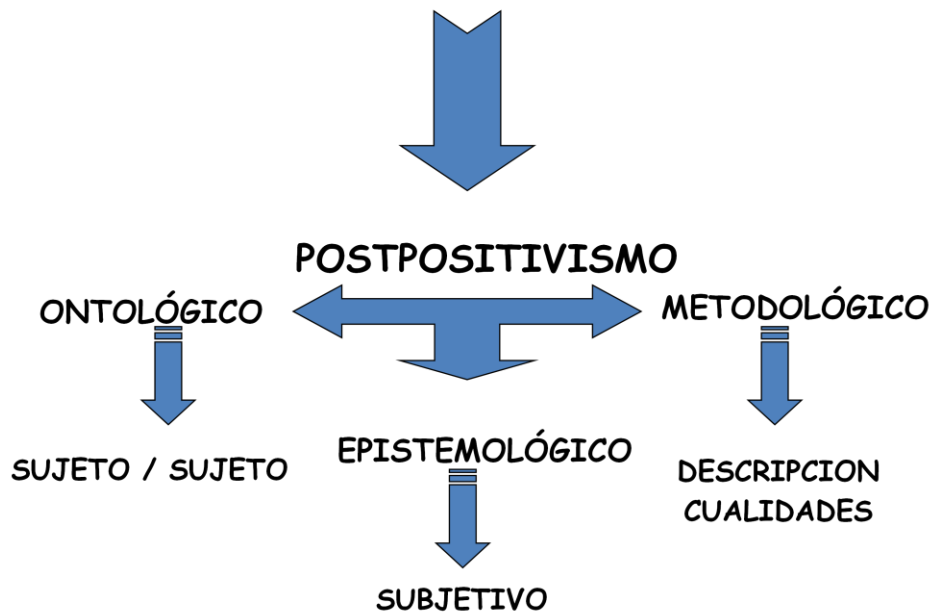 POSTPOSITIVISMO
ONTOLÓGICO
METODOLÓGICO
SUJETO / SUJETO
EPISTEMOLÓGICO
DESCRIPCION
CUALIDADES
SUBJETIVO